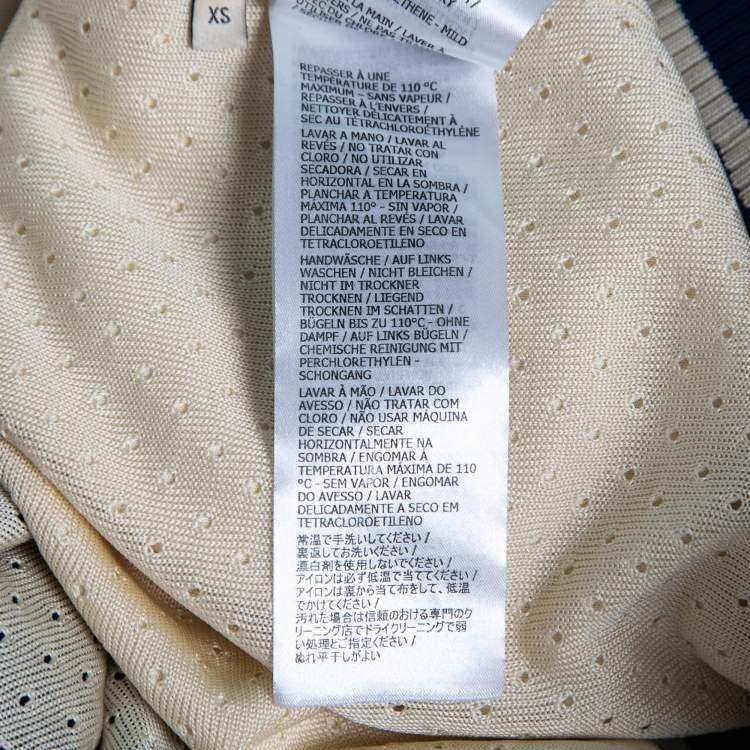 XS
LA MAIN / LAVER À
REPASSER À UNE
TEMPÉRATURE DE 110 °C
MAXIMUM – SANS VAPEUR /
REPASSER À L'ENVERS /
NETTOYER DÉLICATEMENT À
SEC AU TÉTRACHLOROÉTHYLÈNE
LAVAR A MANO / LAVAR AL
REVÉS / NO TRATAR CON
CLORO / NO UTILIZAR
SECADORA / SECAR EN
HORIZONTAL EN LA SOMBRA /
PLANCHAR A TEMPERATURA
MÁXIMA 110° - SIN VAPOR /
PLANCHAR AL REVÉS / LAVAR
DELICADAMENTE EN SECO EN
TETRACLOROETILENO
HANDWÄSCHE / AUF LINKS
WASCHEN / NICHT BLEICHEN /
NICHT IM TROCKNER
TROCKNEN / LIEGEND
TROCKNEN IM SCHATTEN /
BÜGELN BIS ZU 110°C - OHNE
DAMPF / AUF LINKS BÜGELN /
CHEMISCHE REINIGUNG MIT
PERCHLORETHYLEN -
SCHONGANG
LAVAR À MÃO / LAVAR DO
AVESSO / NÃO TRATAR COM
CLORO / NÃO USAR MÁQUINA
DE SECAR / SECAR
HORIZONTALMENTE NA
SOMBRA / ENGOMAR À
TEMPERATURA MÁXIMA DE 110
°C - SEM VAPOR / ENGOMAR
DO AVESSO / LAVAR
DELICADAMENTE A SECO EM
TETRACLOROETILENO
常温で手洗いしてください/
裏返してお洗いください/
漂白剤を使用しないでください/
アイロンは必ず低温で当ててください/
アイロンは裏から当て布をして、低温
でかけてください/
汚れた場合は信頼のおける専門のク
リーニング店でドライクリーニングで弱
い処理とご指定ください/
ぬれ平干しがよい